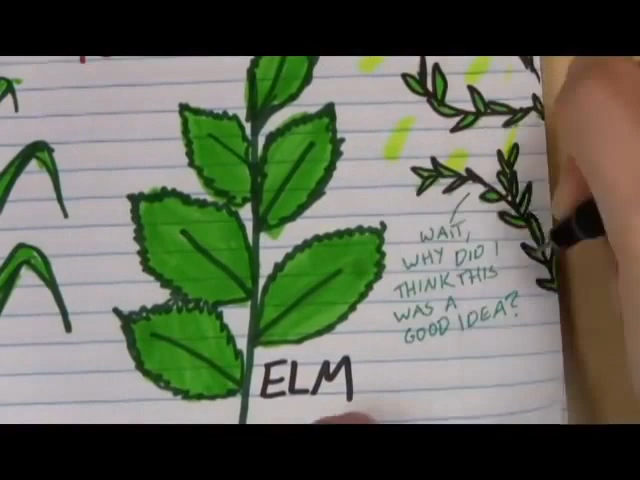 WAIT,
WHY DID I
THINK THIS
WAS A
GOOD IDEA?
ELM